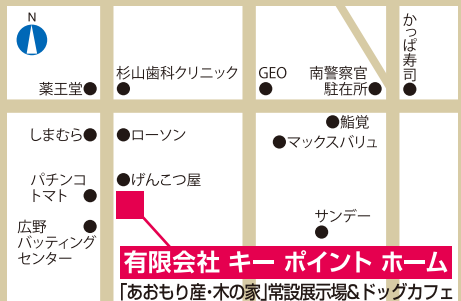 N
薬王堂
杉山歯科クリニック
GEO
南警察官
駐在所
かっぱ寿司
しまむら
ローソン
鮨覚
マックスバリュ
パチンコ
トマト
げんこつ屋
広野
バッティング
センター
サンデー
有限会社 キー ポイント ホーム
「あおもり産・木の家」常設展示場&ドッグカフェ